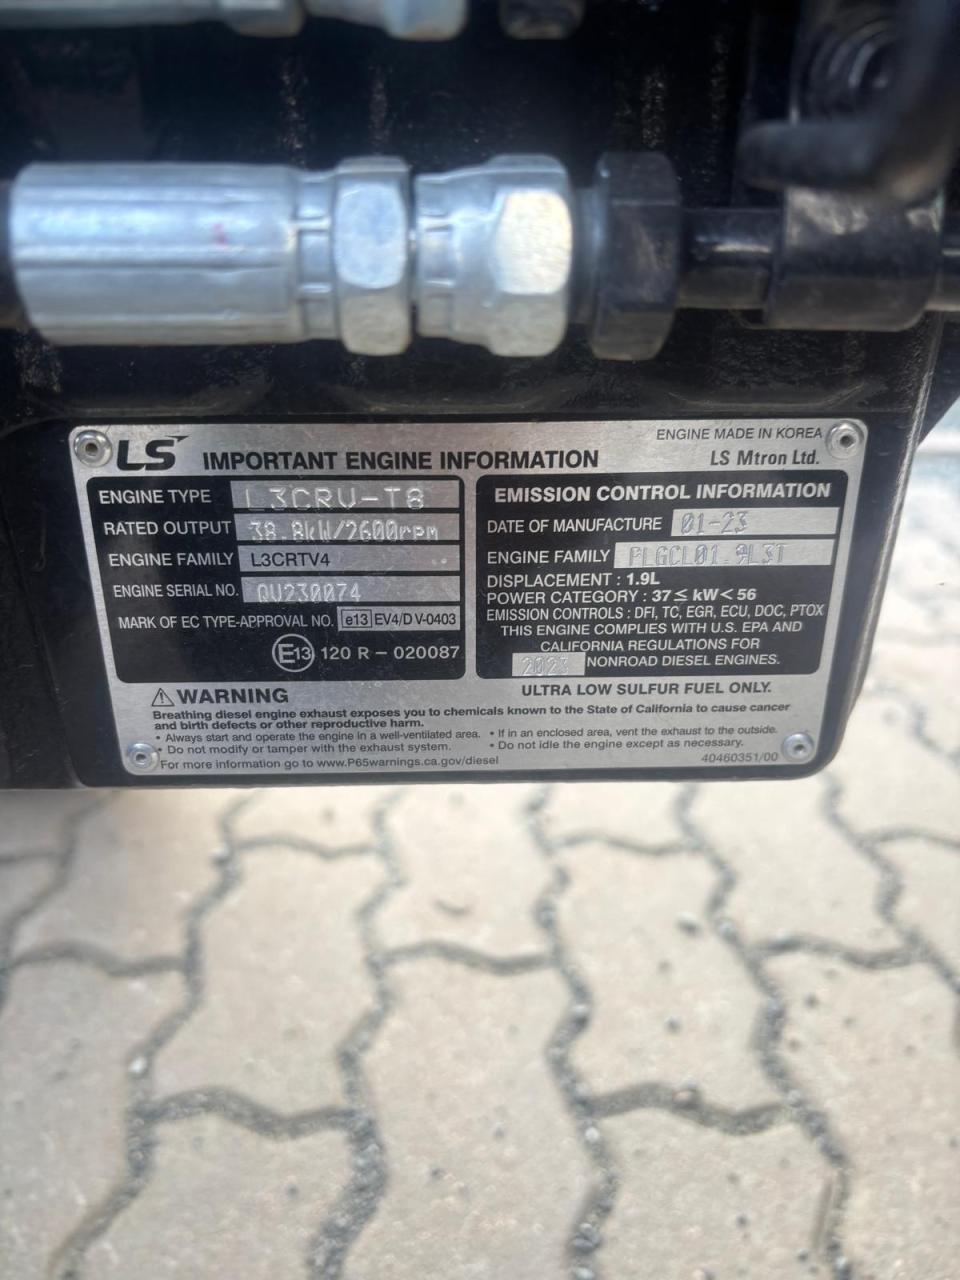 LS IMPORTANT ENGINE INFORMATION
ENGINE MADE IN KOREA
LS Mtron Ltd.
ENGINE TYPE L3CRV-T8
RATED OUTPUT 38.8kW/2600rpm
ENGINE FAMILY L3CRTV4
ENGINE SERIAL NO. QU230074
MARK OF EC TYPE-APPROVAL NO. e13 EV4/D V-0403
E13 120 R - 020087
EMISSION CONTROL INFORMATION
DATE OF MANUFACTURE 01-23
ENGINE FAMILY PLGCL01.9L3T
DISPLACEMENT : 1.9L
POWER CATEGORY : 37 ≤ kW < 56
EMISSION CONTROLS : DFI, TC, EGR, ECU, DOC, PTOX
THIS ENGINE COMPLIES WITH U.S. EPA AND
CALIFORNIA REGULATIONS FOR
2023 NONROAD DIESEL ENGINES.
ULTRA LOW SULFUR FUEL ONLY.
⚠ WARNING
Breathing diesel engine exhaust exposes you to chemicals known to the State of California to cause cancer
and birth defects or other reproductive harm.
• Always start and operate the engine in a well-ventilated area. • If in an enclosed area, vent the exhaust to the outside.
• Do not modify or tamper with the exhaust system. • Do not idle the engine except as necessary.
For more information go to www.P65warnings.ca.gov/diesel
40460351/00